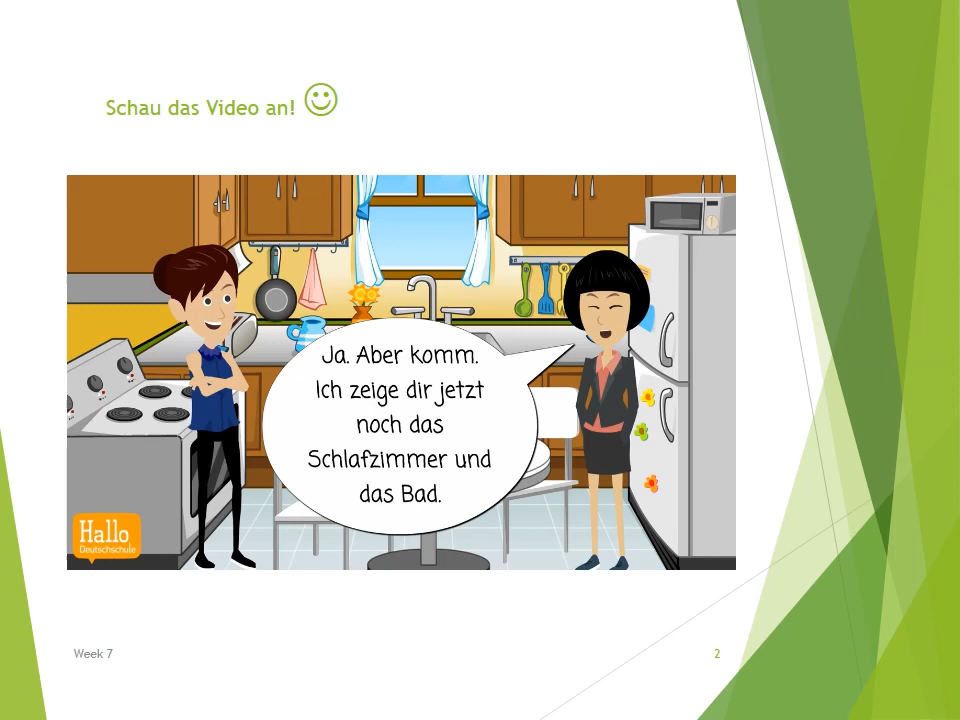 Schau das Video an! ☺
Ja. Aber komm.
Ich zeige dir jetzt
noch das
Schlafzimmer und
das Bad.
Hallo
Deutschschule
Week 7
2